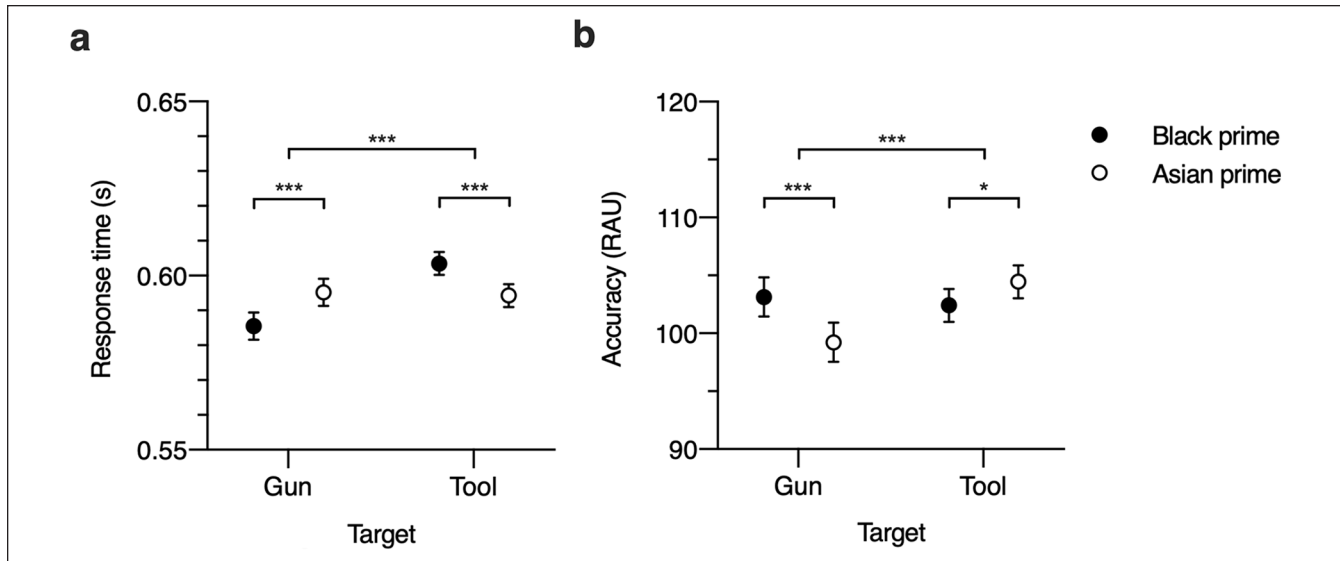 a
0.65
0.60
0.55
Response time (s)
***
***
***
Gun
Tool
Target
b
120
110
100
90
Accuracy (RAU)
***
***
*
Gun
Tool
Target
Black prime
Asian prime